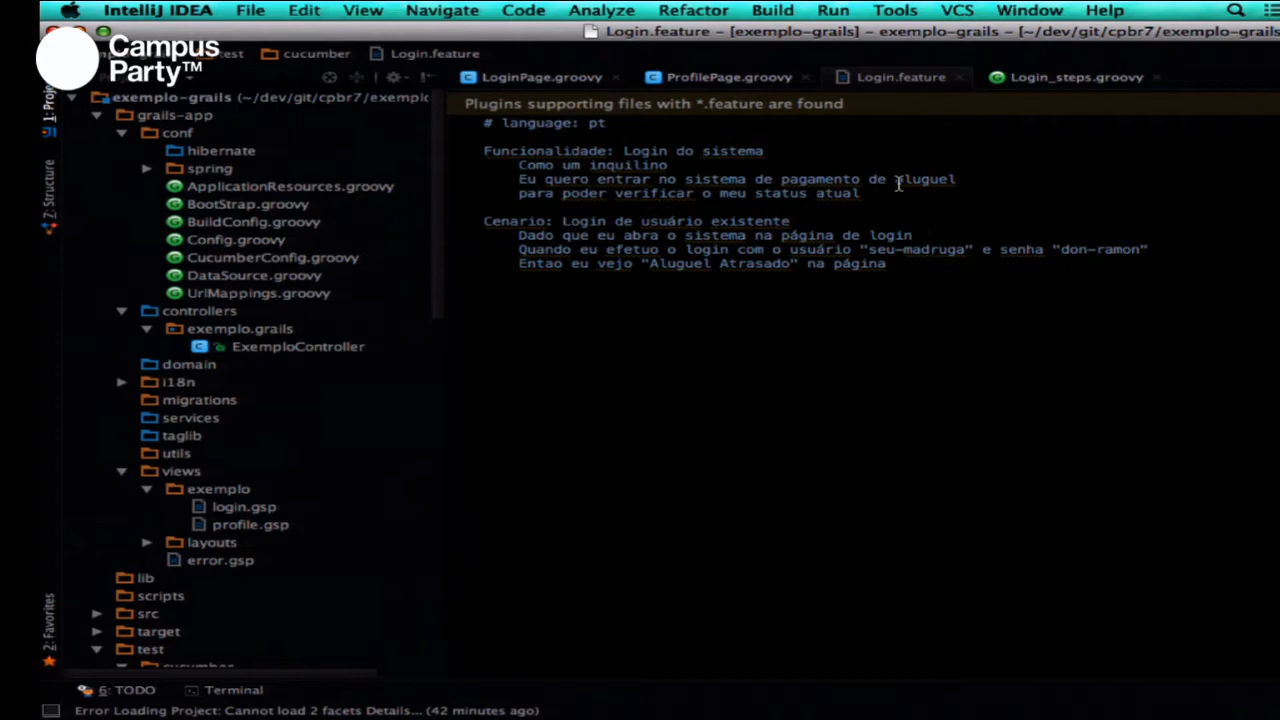 IntelliJ IDEA File Edit View Navigate Code Analyze Refactor Build Run Tools VCS Window Help
Login.feature – [exemplo-grails] – exemplo-grails – [~/dev/git/cpbr7/exemplo-grails
Campus
Party™
test cucumber Login.feature
LoginPage.groovy ProfilePage.groovy Login.feature Login_steps.groovy
1: Proje
exemplo-grails (~/dev/git/cpbr7/exemplo
Plugins supporting files with *.feature are found
grails-app
# language: pt
conf
hibernate
Funcionalidade: Login do sistema
spring
Como um inquilino
ApplicationResources.groovy
Eu quero entrar no sistema de pagamento de aluguel
BootStrap.groovy
para poder verificar o meu status atual
BuildConfig.groovy
Cenario: Login de usuário existente
Config.groovy
Dado que eu abra o sistema na página de login
CucumberConfig.groovy
Quando eu efetuo o login com o usuário "seu-madruga" e senha "don-ramon"
DataSource.groovy
Entao eu vejo "Aluguel Atrasado" na página
UrlMappings.groovy
7: Structure
controllers
exemplo.grails
ExemploController
domain
i18n
migrations
services
taglib
utils
views
exemplo
login.gsp
profile.gsp
layouts
error.gsp
lib
scripts
src
target
test
cucumber
2: Favorites
6: TODO Terminal
Error Loading Project: Cannot load 2 facets Details... (42 minutes ago)